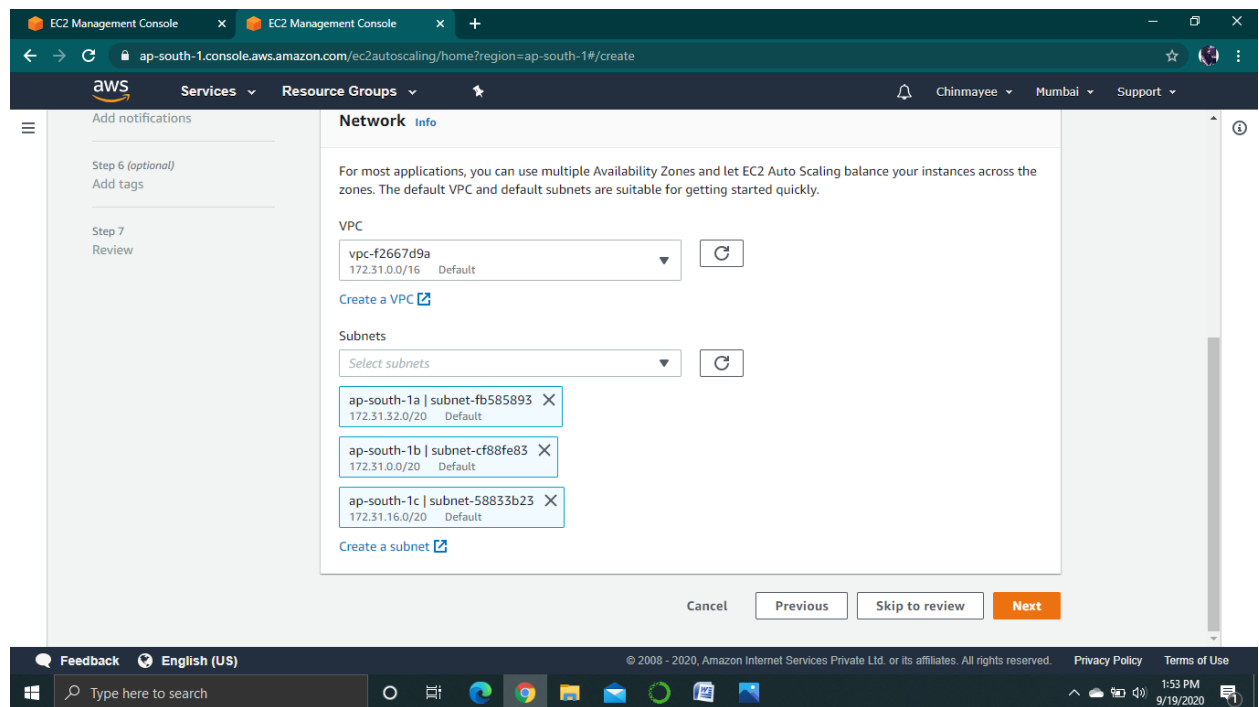 EC2 Management Console
EC2 Management Console
ap-south-1.console.aws.amazon.com/ec2autoscaling/home?region=ap-south-1#/create
aws
Services
Resource Groups
Chinmayee
Mumbai
Support
Add notifications
Step 6 (optional)
Add tags
Step 7
Review
Network Info
For most applications, you can use multiple Availability Zones and let EC2 Auto Scaling balance your instances across the
zones. The default VPC and default subnets are suitable for getting started quickly.
VPC
vpc-f2667d9a
172.31.0.0/16 Default
Create a VPC
Subnets
Select subnets
ap-south-1a | subnet-fb585893
172.31.32.0/20 Default
ap-south-1b | subnet-cf88fe83
172.31.0.0/20 Default
ap-south-1c | subnet-58833b23
172.31.16.0/20 Default
Create a subnet
Cancel
Previous
Skip to review
Next
Feedback
English (US)
© 2008 - 2020, Amazon Internet Services Private Ltd. or its affiliates. All rights reserved.
Privacy Policy
Terms of Use
Type here to search
1:53 PM
9/19/2020
1